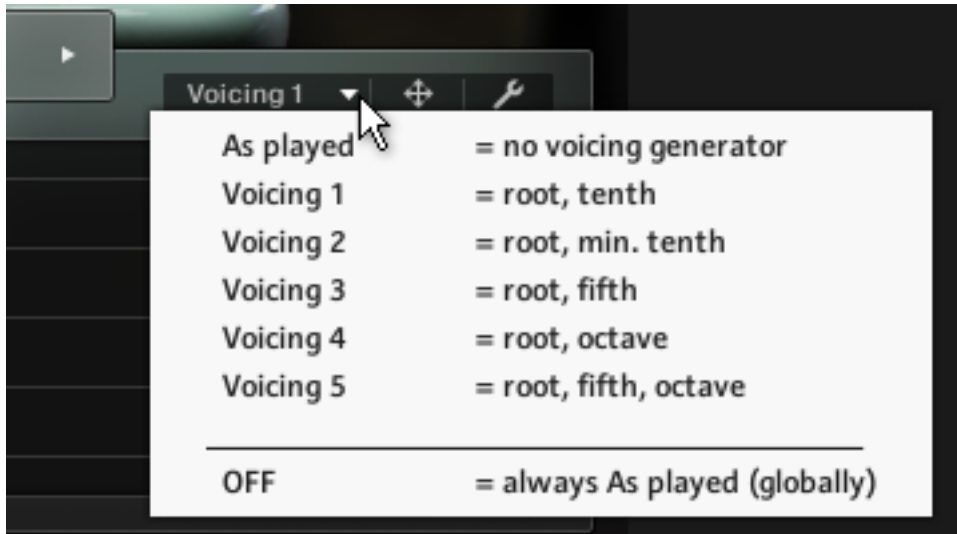 Voicing 1
As played = no voicing generator
Voicing 1 = root, tenth
Voicing 2 = root, min. tenth
Voicing 3 = root, fifth
Voicing 4 = root, octave
Voicing 5 = root, fifth, octave
OFF = always As played (globally)